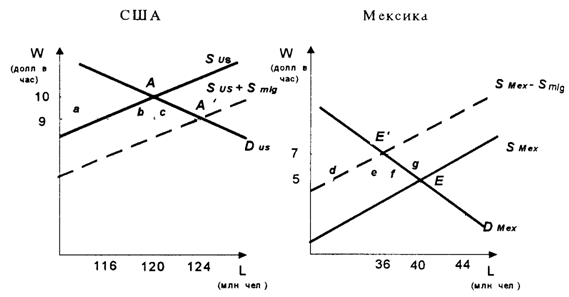 США
W
(долл в
час)
10
9
a
b
c
A
A'
S us
S us + S mig
D us
116 120 124 L
(млн чел )
Мексика
W
(долл в
час)
7
5
d
e
f
g
E'
E
S Mex - S mig
S Mex
D Mex
36 40 44 L
(млн чел )